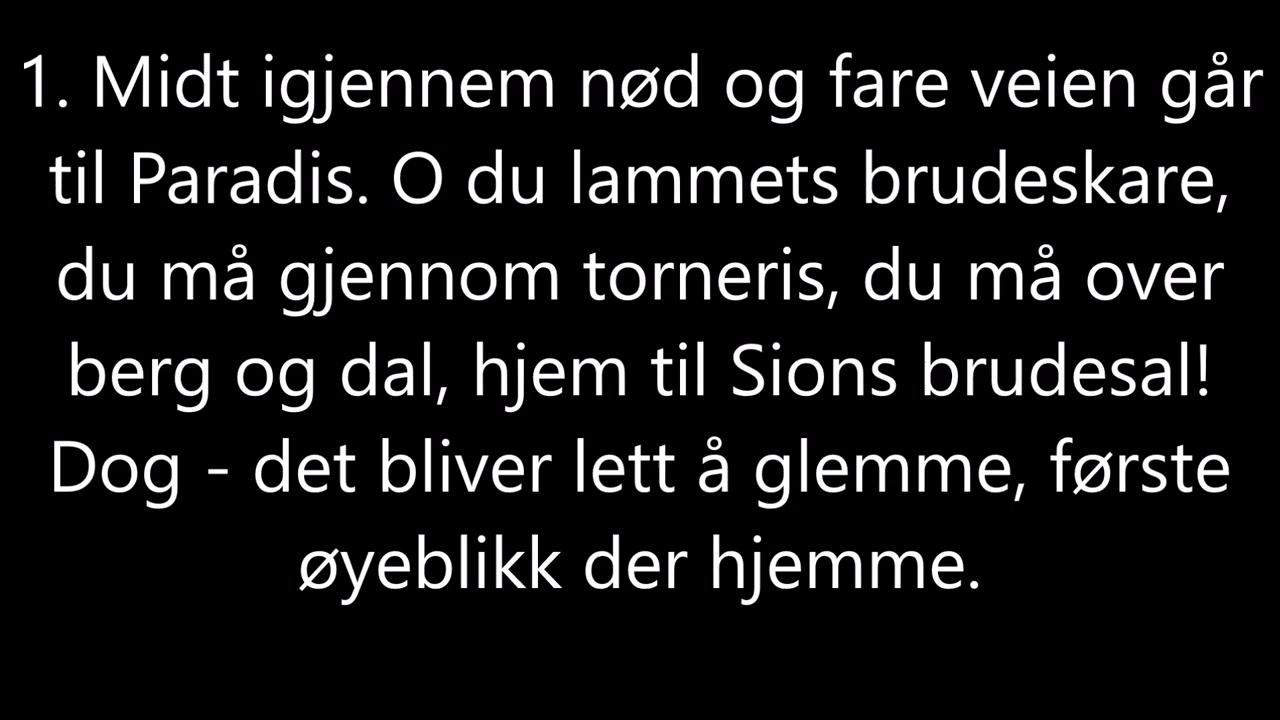 1. Midt igjennem nød og fare veien går
til Paradis. O du lammets brudeskare,
du må gjennom torneris, du må over
berg og dal, hjem til Sions brudesal!
Dog - det bliver lett å glemme, første
øyeblikk der hjemme.